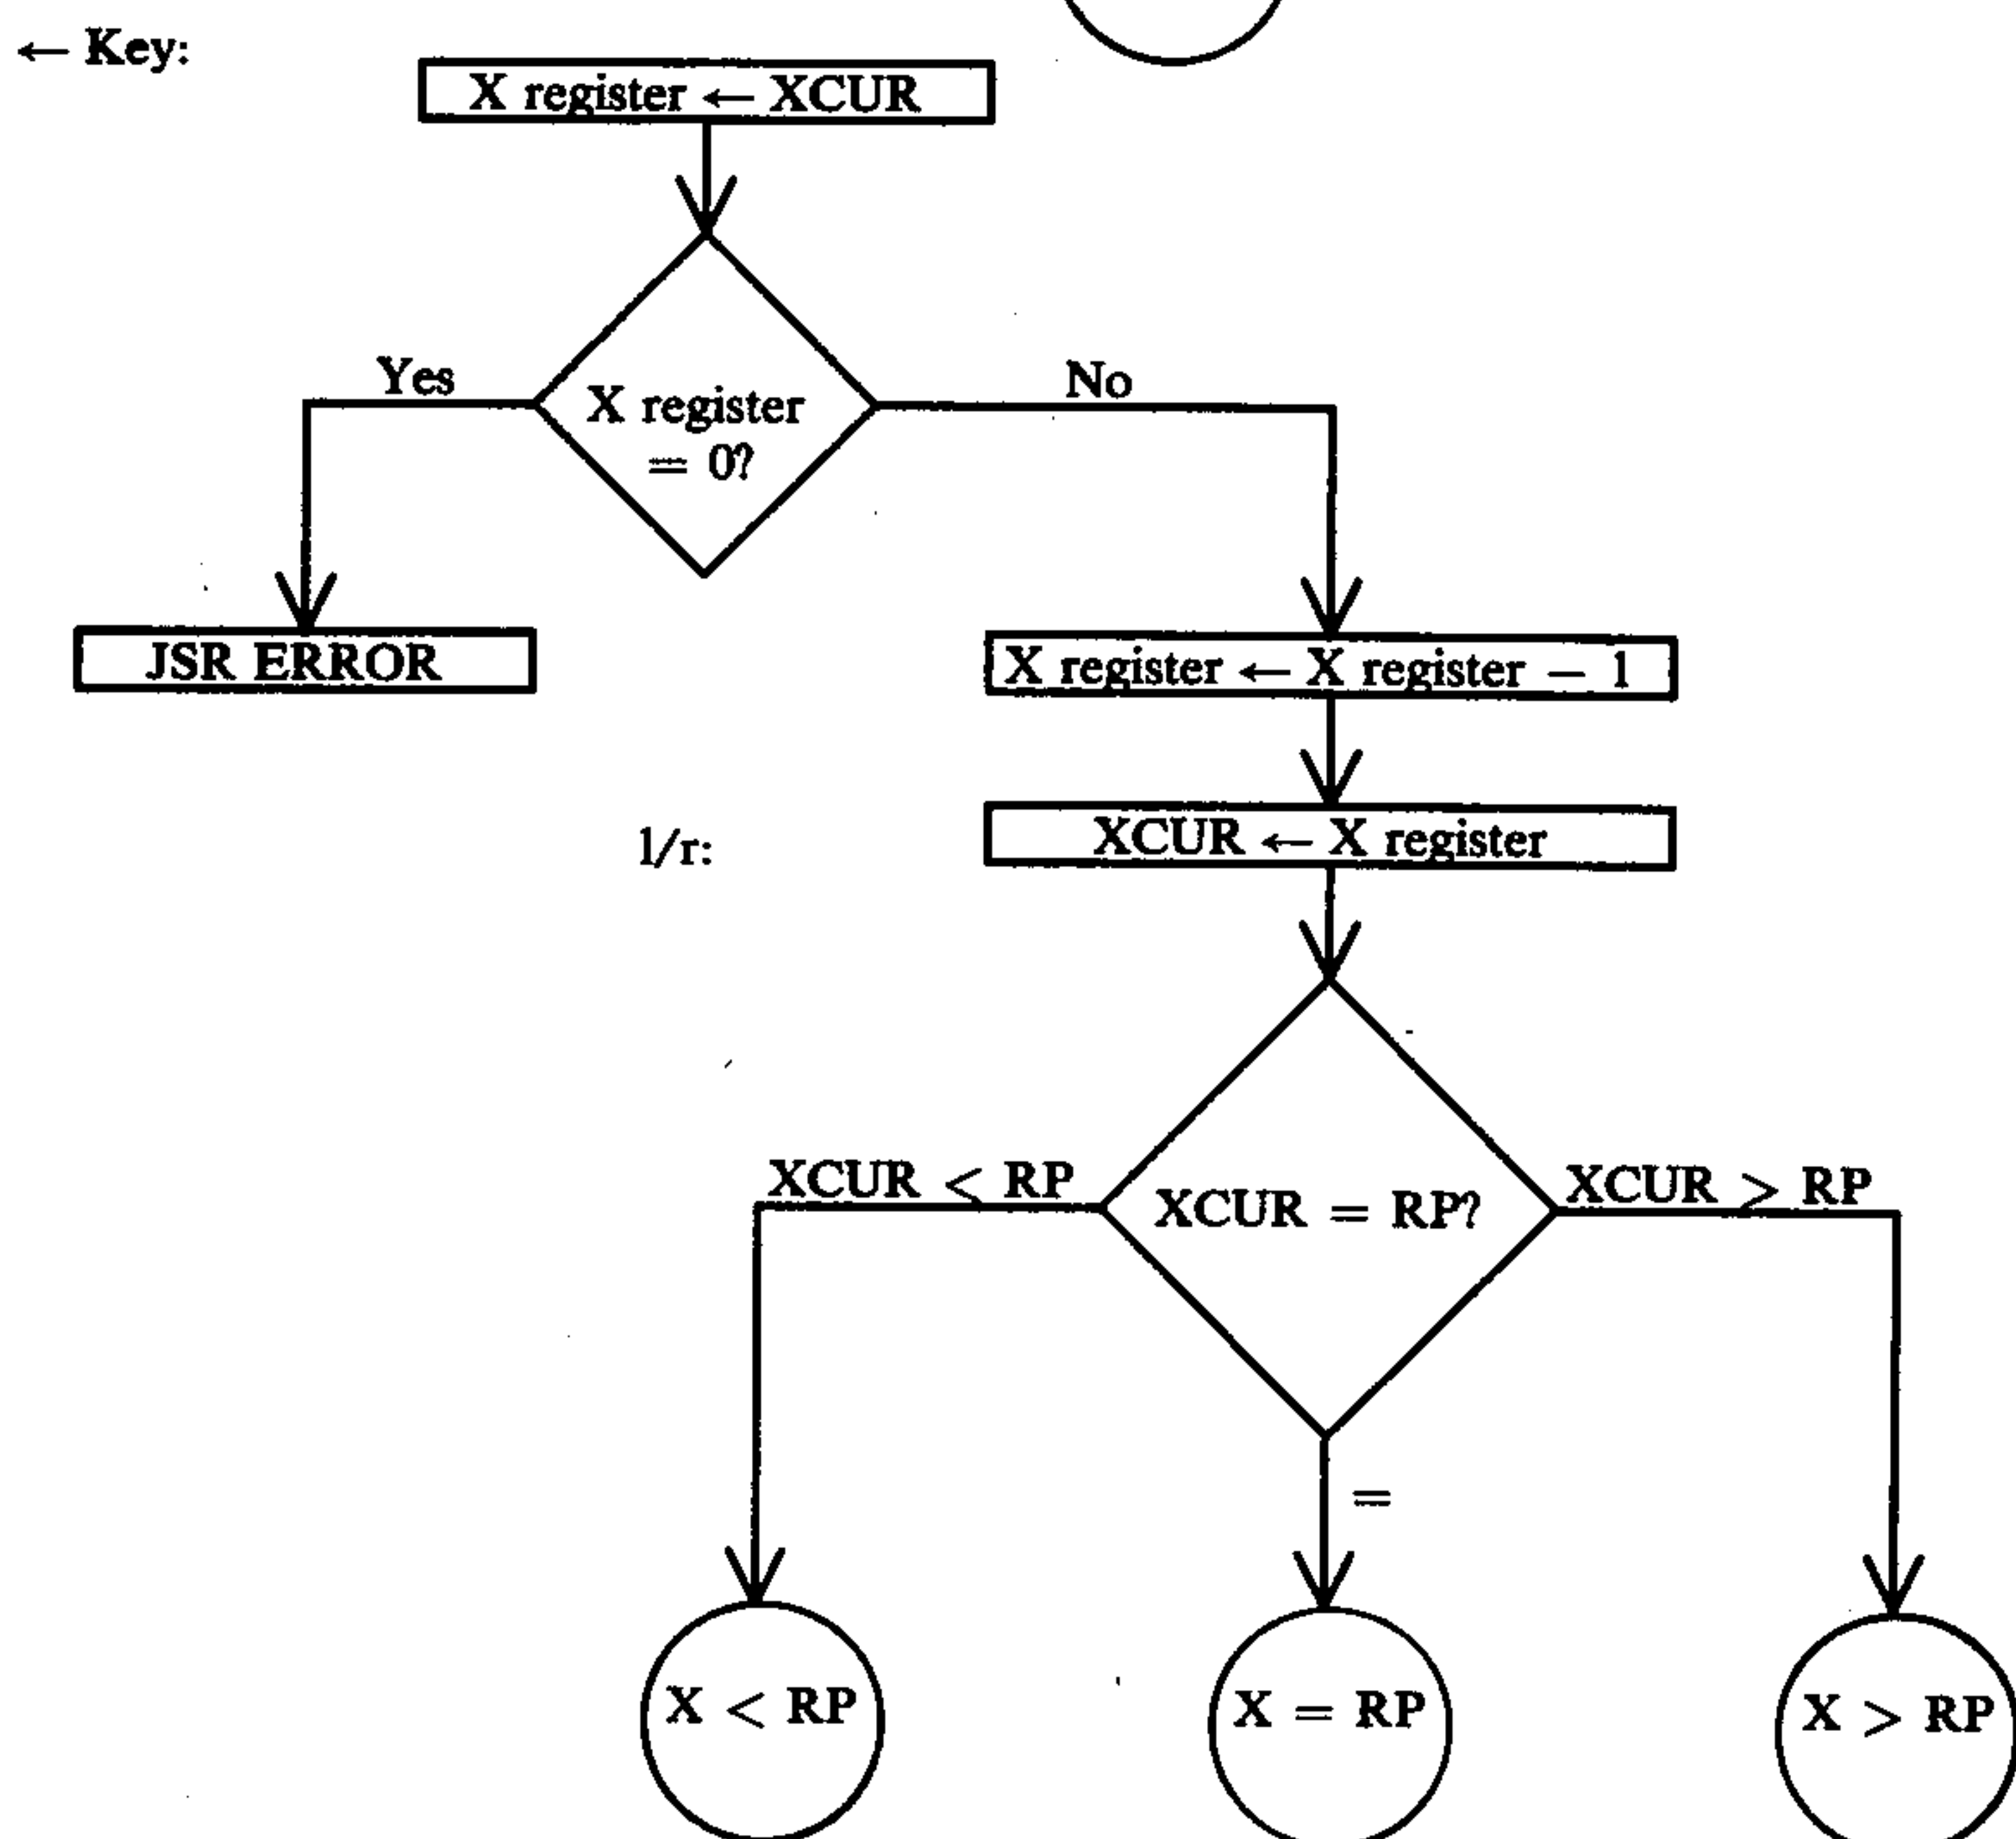 ← Key:
X register ← XCUR
Yes
No
X register
= 0?
JSR ERROR
X register ← X register – 1
l/r:
XCUR ← X register
XCUR < RP
XCUR = RP?
XCUR > RP
=
X < RP
X = RP
X > RP